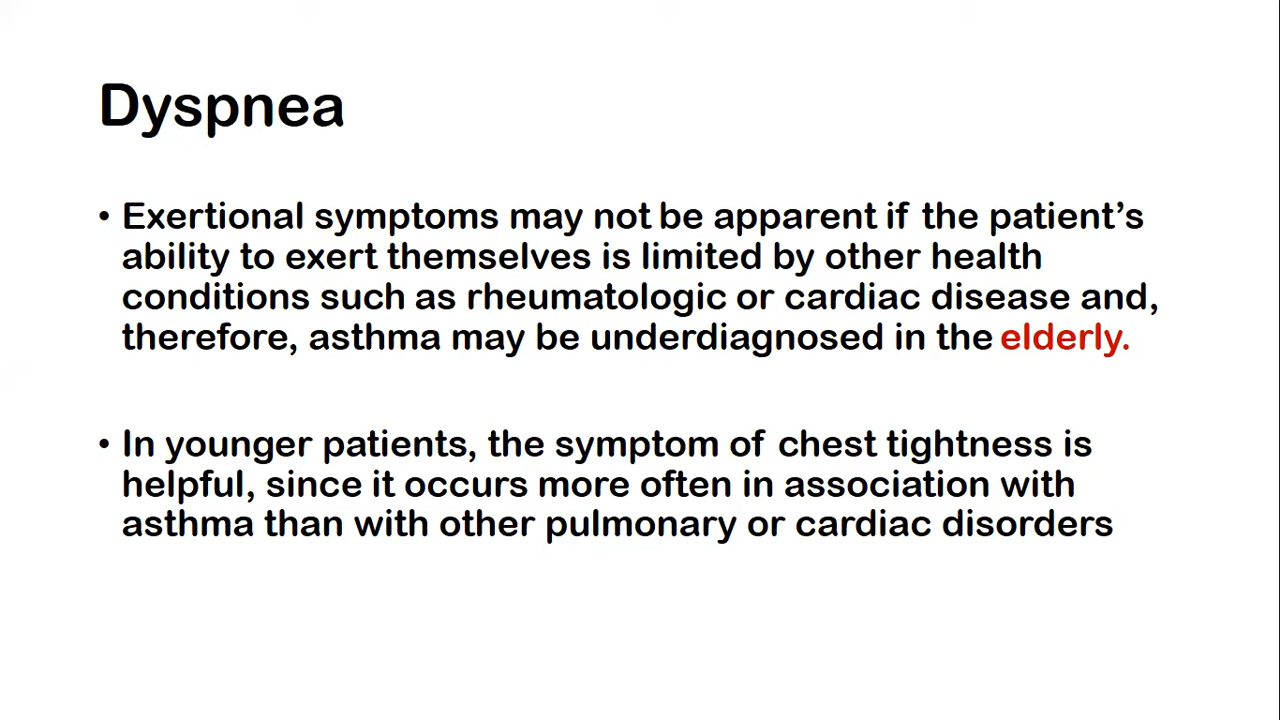 Dyspnea
• Exertional symptoms may not be apparent if the patient’s
ability to exert themselves is limited by other health
conditions such as rheumatologic or cardiac disease and,
therefore, asthma may be underdiagnosed in the elderly.
• In younger patients, the symptom of chest tightness is
helpful, since it occurs more often in association with
asthma than with other pulmonary or cardiac disorders